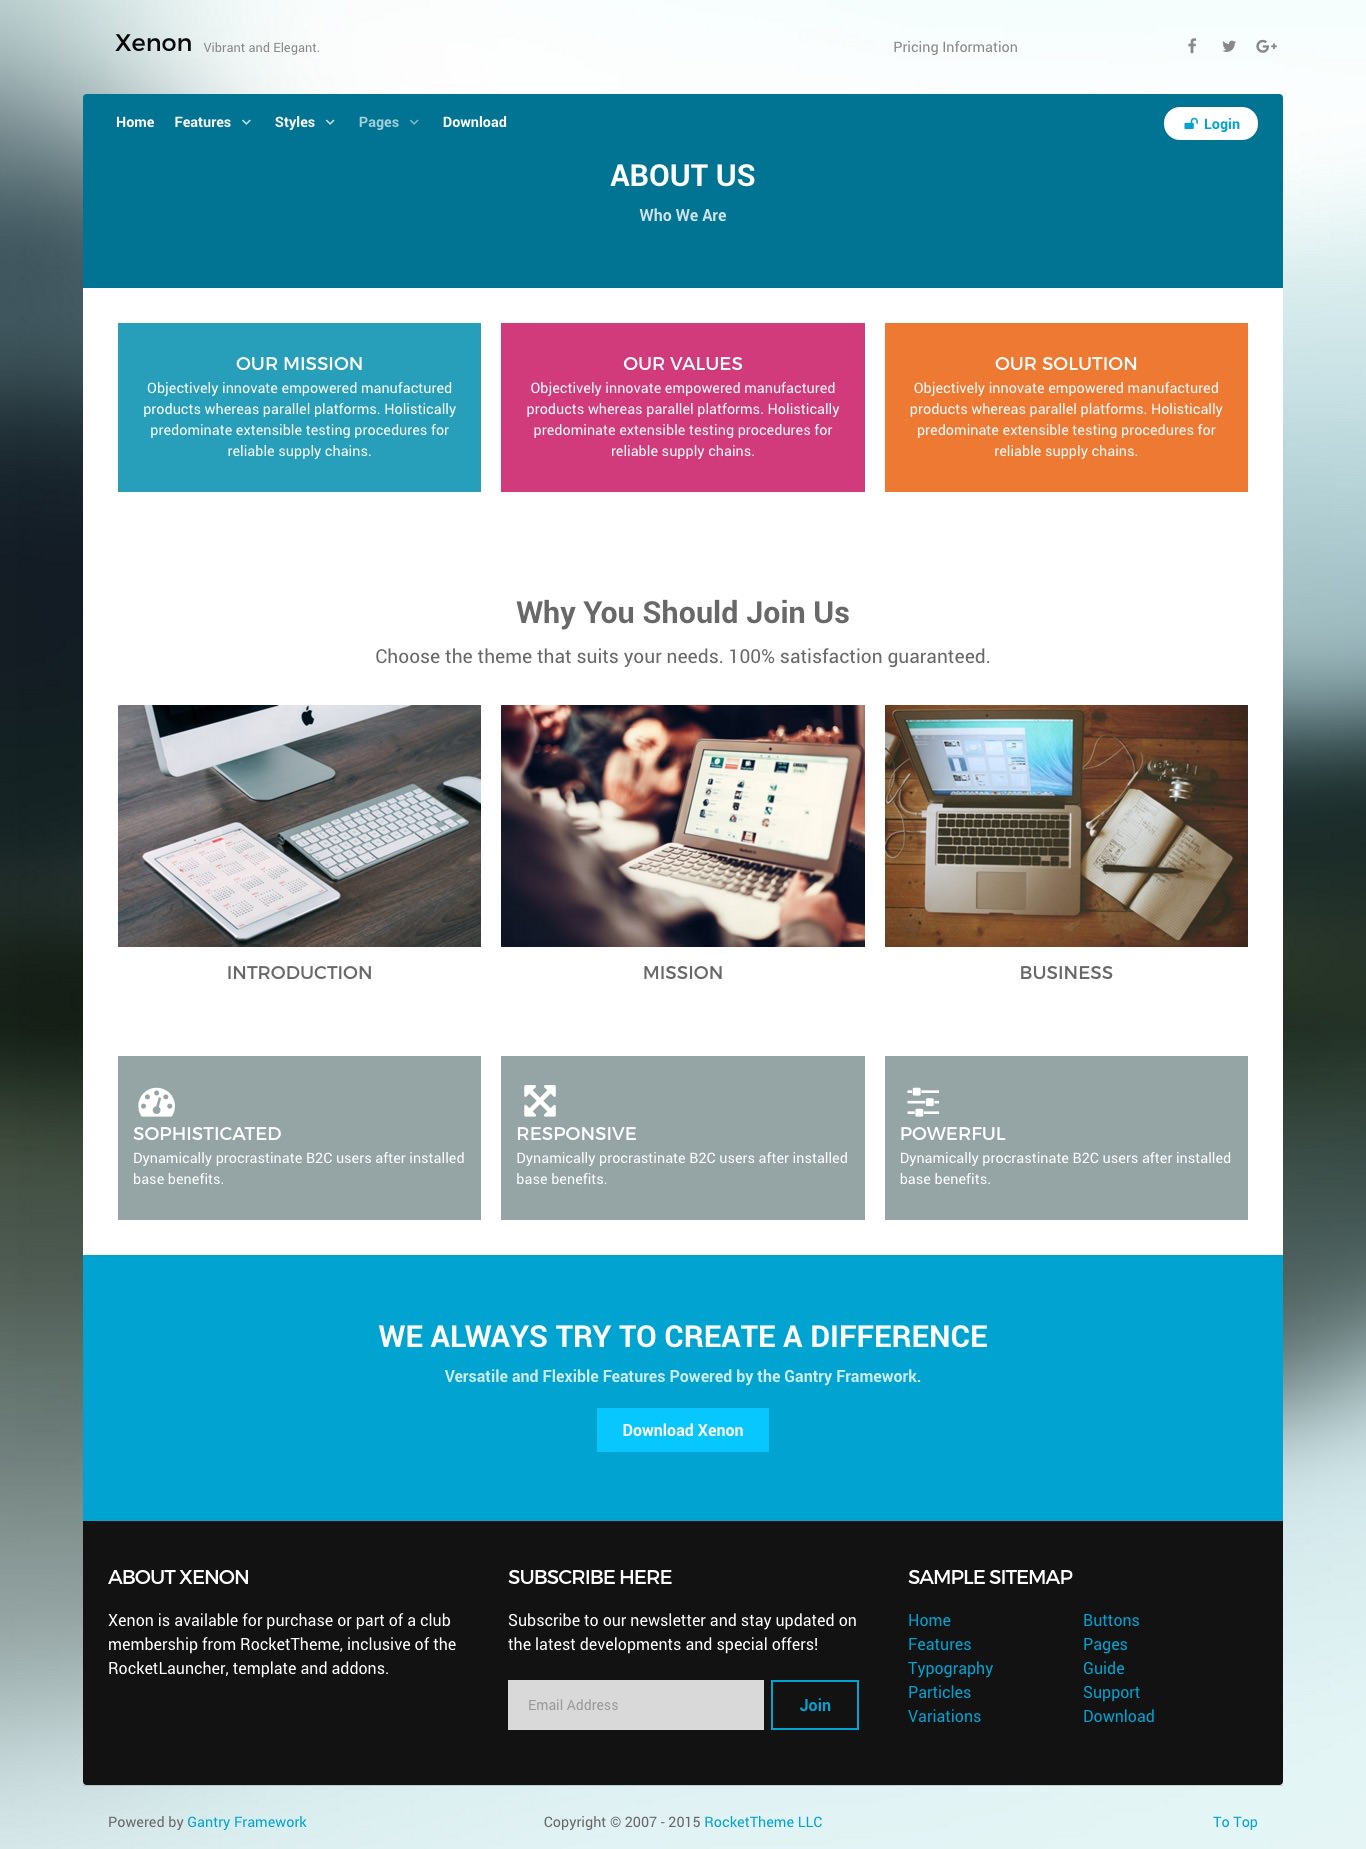 Xenon Vibrant and Elegant.
Pricing Information
Home Features Styles Pages Download
Login
ABOUT US
Who We Are
OUR MISSION
Objectively innovate empowered manufactured
products whereas parallel platforms. Holistically
predominate extensible testing procedures for
reliable supply chains.
OUR VALUES
Objectively innovate empowered manufactured
products whereas parallel platforms. Holistically
predominate extensible testing procedures for
reliable supply chains.
OUR SOLUTION
Objectively innovate empowered manufactured
products whereas parallel platforms. Holistically
predominate extensible testing procedures for
reliable supply chains.
Why You Should Join Us
Choose the theme that suits your needs. 100% satisfaction guaranteed.
INTRODUCTION
MISSION
BUSINESS
SOPHISTICATED
Dynamically procrastinate B2C users after installed
base benefits.
RESPONSIVE
Dynamically procrastinate B2C users after installed
base benefits.
POWERFUL
Dynamically procrastinate B2C users after installed
base benefits.
WE ALWAYS TRY TO CREATE A DIFFERENCE
Versatile and Flexible Features Powered by the Gantry Framework.
Download Xenon
ABOUT XENON
Xenon is available for purchase or part of a club
membership from RocketTheme, inclusive of the
RocketLauncher, template and addons.
SUBSCRIBE HERE
Subscribe to our newsletter and stay updated on
the latest developments and special offers!
Email Address
Join
SAMPLE SITEMAP
Home
Features
Typography
Particles
Variations
Buttons
Pages
Guide
Support
Download
Powered by Gantry Framework
Copyright © 2007 - 2015 RocketTheme LLC
To Top